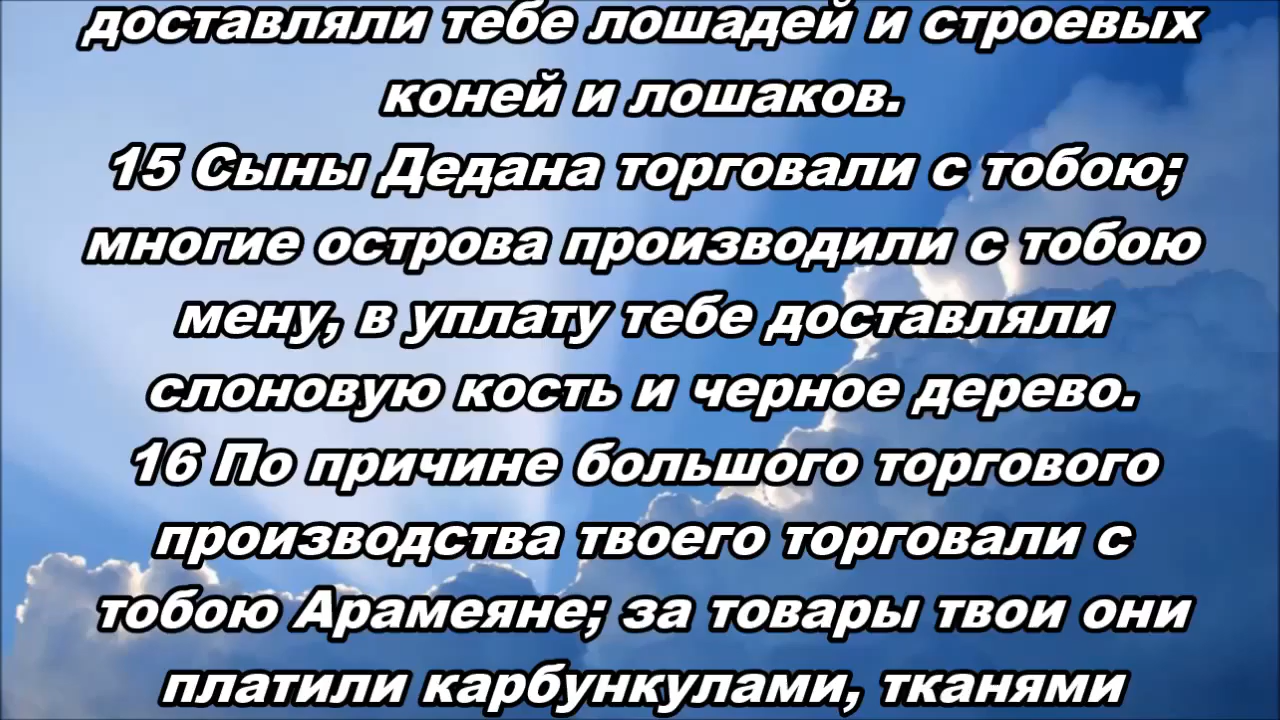 доставляли тебе лошадей и строевых
коней и лошаков.
15 Сыны Дедана торговали с тобою;
многие острова производили с тобою
мену, в уплату тебе доставляли
слоновую кость и черное дерево.
16 По причине большого торгового
производства твоего торговали с
тобою Арамеяне; за товары твои они
платили карбункулами, тканями